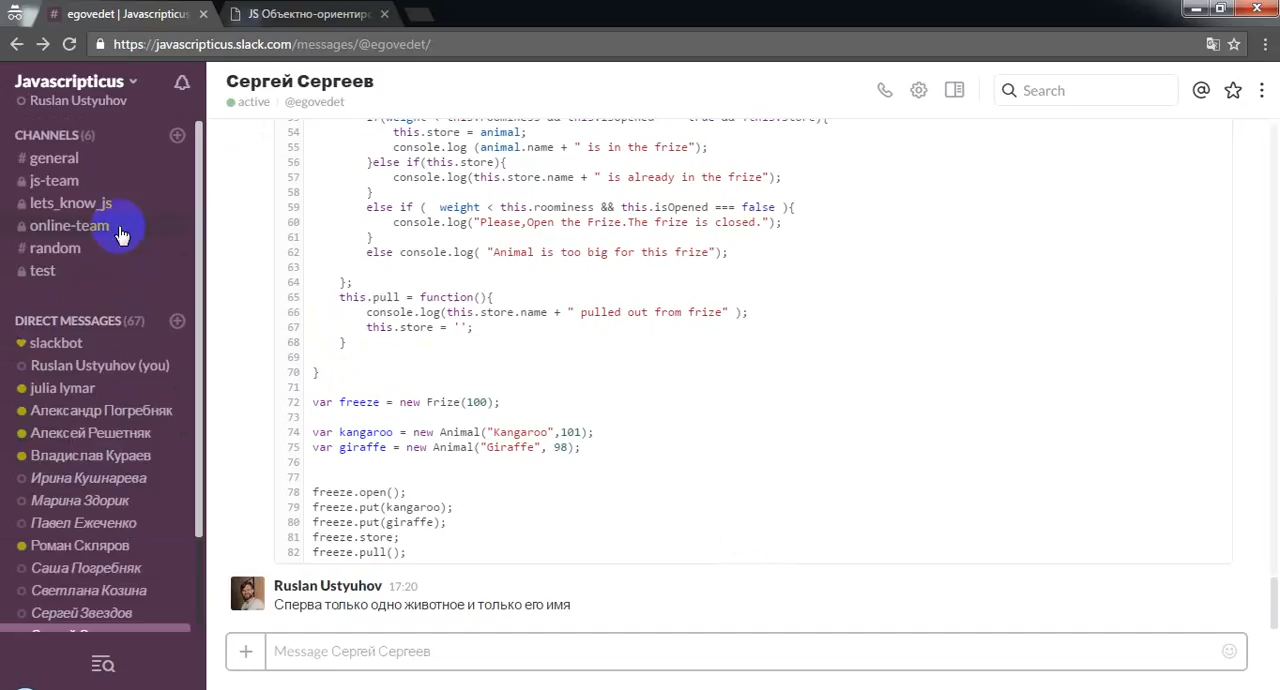 egovedet | Javascripticus
JS Объектно-ориентиро
https://javascripticus.slack.com/messages/@egovedet/
Javascripticus
Ruslan Ustyuhov
CHANNELS (6)
# general
js-team
lets_know_js
online-team
# random
test
DIRECT MESSAGES (67)
slackbot
Ruslan Ustyuhov (you)
julia lymar
Александр Погребняк
Алексей Решетняк
Владислав Кураев
Ирина Кушнарева
Марина Здорик
Павел Ежеченко
Роман Скляров
Саша Погребняк
Светлана Козина
Сергей Звездов
Сергей Сергеев
active | @egovedet
Search
54 this.store = animal;
55 console.log (animal.name + " is in the frize");
56 }else if(this.store){
57 console.log(this.store.name + " is already in the frize");
58 }
59 else if ( weight < this.roominess && this.isOpened === false ){
60 console.log("Please,Open the Frize.The frize is closed.");
61 }
62 else console.log( "Animal is too big for this frize");
63
64 };
65 this.pull = function(){
66 console.log(this.store.name + " pulled out from frize" );
67 this.store = '';
68 }
69
70 }
71
72 var freeze = new Frize(100);
73
74 var kangaroo = new Animal("Kangaroo",101);
75 var giraffe = new Animal("Giraffe", 98);
76
77
78 freeze.open();
79 freeze.put(kangaroo);
80 freeze.put(giraffe);
81 freeze.store;
82 freeze.pull();
Ruslan Ustyuhov 17:20
Сперва только одно животное и только его имя
Message Сергей Сергеев